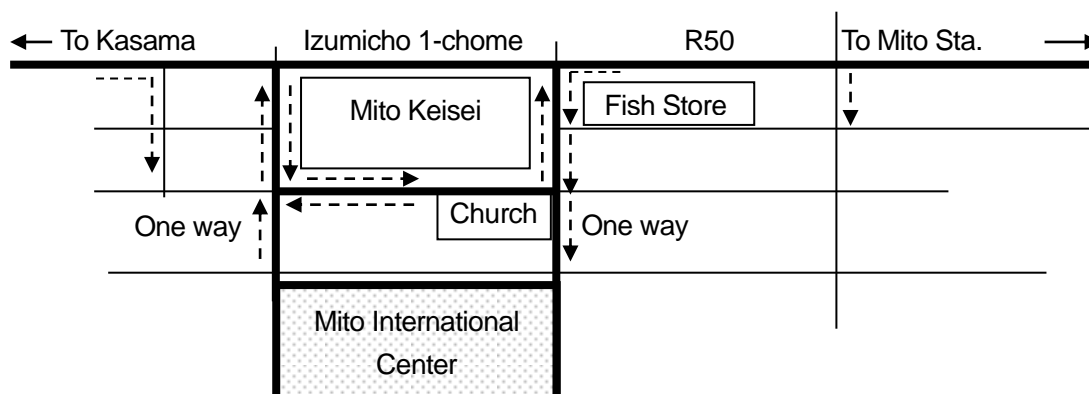 To Kasama
Izumicho 1-chome
R50
To Mito Sta.
Mito Keisei
Fish Store
One way
Church
One way
Mito International
Center